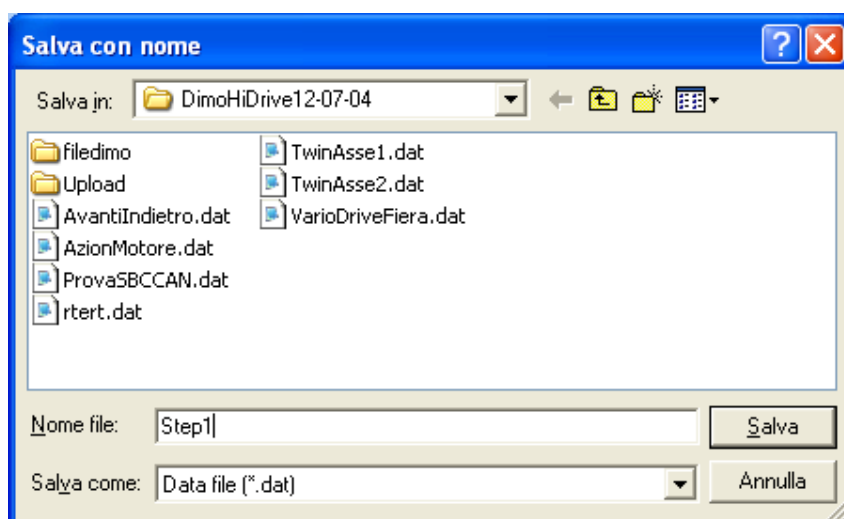 Salva con nome
Salva in: DimoHiDrive12-07-04
filedimo
Upload
AvantiIndietro.dat
AzionMotore.dat
ProvaSBCCAN.dat
rtert.dat
TwinAsse1.dat
TwinAsse2.dat
VarioDriveFiera.dat
Nome file: Step1 Salva
Salva come: Data file (*.dat) Annulla